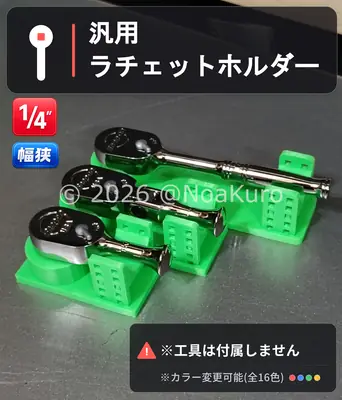 汎用
ラチェットホルダー
1/4"
幅狭
© 2026 @NoaKuro
※工具は付属しません
※カラー変更可能(全16色)